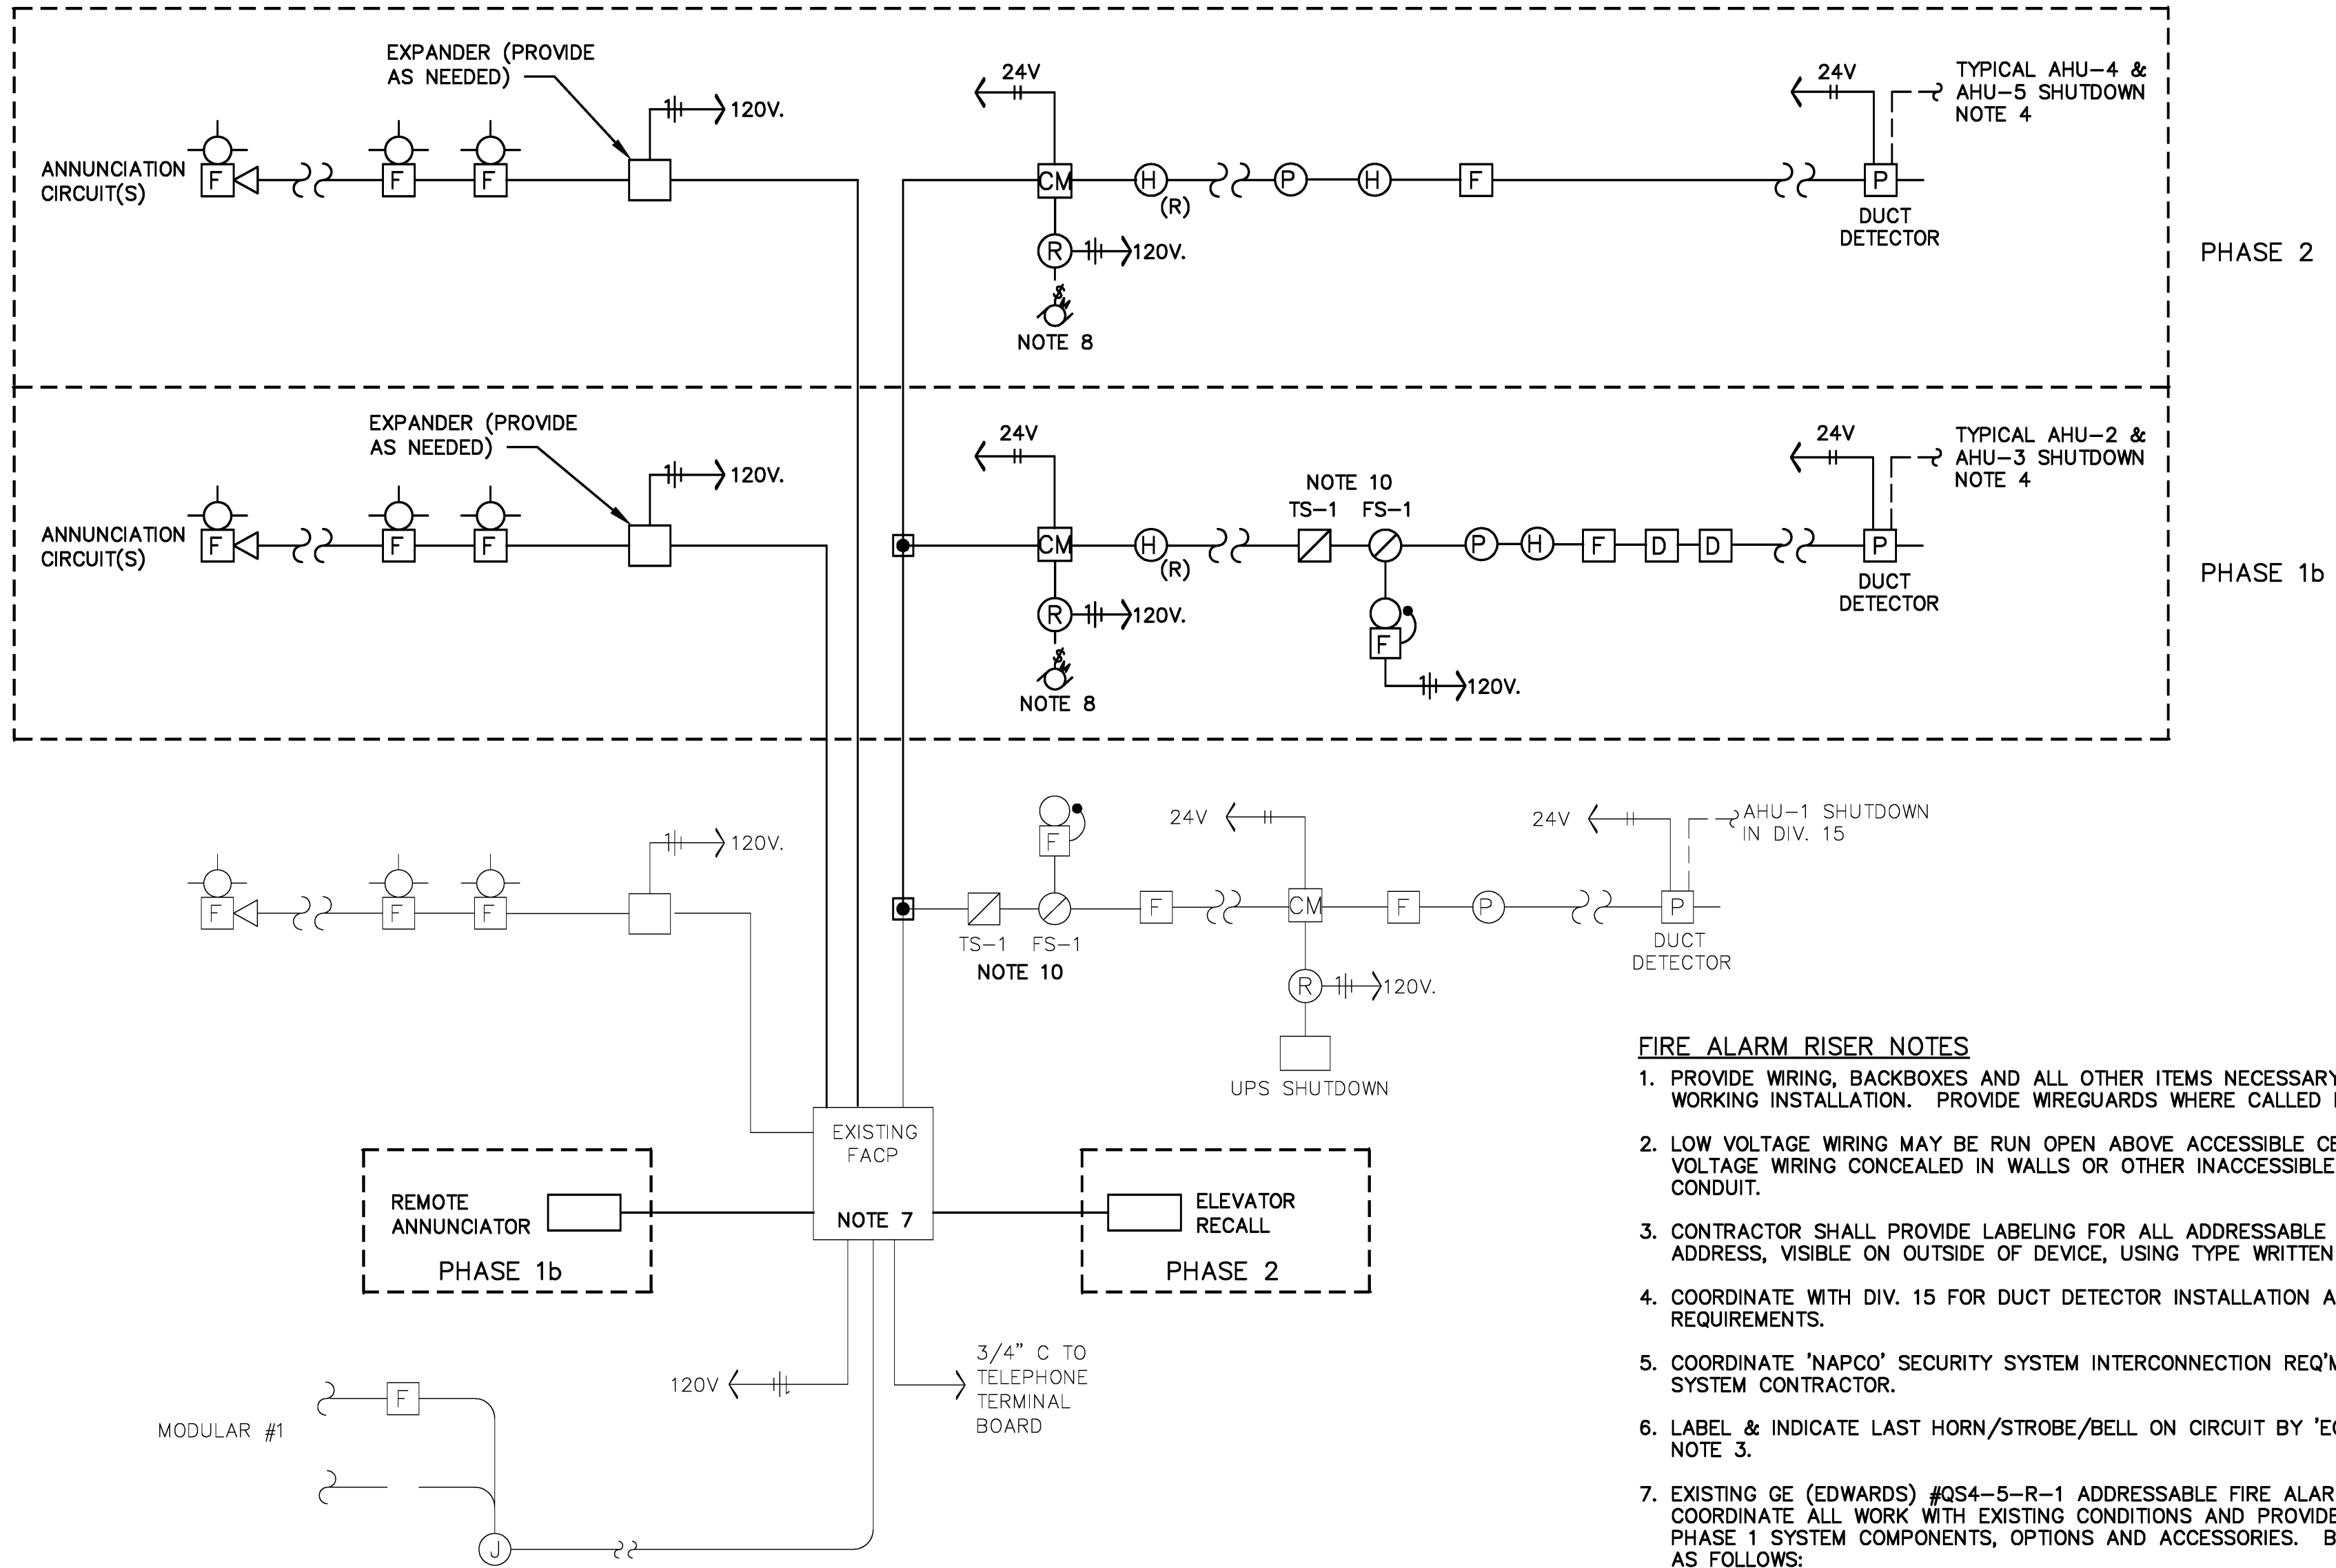 EXPANDER (PROVIDE
AS NEEDED)
120V.
ANNUNCIATION
CIRCUIT(S)
F
F
F
24V
CM
H
(R)
P
H
F
R
120V.
NOTE 8
24V
P
DUCT
DETECTOR
TYPICAL AHU-4 &
AHU-5 SHUTDOWN
NOTE 4
PHASE 2
EXPANDER (PROVIDE
AS NEEDED)
120V.
ANNUNCIATION
CIRCUIT(S)
F
F
F
24V
CM
H
(R)
R
120V.
NOTE 8
NOTE 10
TS-1 FS-1
F
120V.
P
H
F
D
D
24V
P
DUCT
DETECTOR
TYPICAL AHU-2 &
AHU-3 SHUTDOWN
NOTE 4
PHASE 1b
120V.
F
F
F
F
TS-1 FS-1
NOTE 10
F
24V
CM
R
120V.
UPS SHUTDOWN
F
P
24V
P
DUCT
DETECTOR
AHU-1 SHUTDOWN
IN DIV. 15
EXISTING
FACP
NOTE 7
REMOTE
ANNUNCIATOR
PHASE 1b
ELEVATOR
RECALL
PHASE 2
120V
3/4" C TO
TELEPHONE
TERMINAL
BOARD
MODULAR #1
F
J
FIRE ALARM RISER NOTES
1. PROVIDE WIRING, BACKBOXES AND ALL OTHER ITEMS NECESSARY
WORKING INSTALLATION. PROVIDE WIREGUARDS WHERE CALLED
2. LOW VOLTAGE WIRING MAY BE RUN OPEN ABOVE ACCESSIBLE
VOLTAGE WIRING CONCEALED IN WALLS OR OTHER INACCESSIBLE
CONDUIT.
3. CONTRACTOR SHALL PROVIDE LABELING FOR ALL ADDRESSABLE
ADDRESS, VISIBLE ON OUTSIDE OF DEVICE, USING TYPE WRITTEN
4. COORDINATE WITH DIV. 15 FOR DUCT DETECTOR INSTALLATION
REQUIREMENTS.
5. COORDINATE 'NAPCO' SECURITY SYSTEM INTERCONNECTION
SYSTEM CONTRACTOR.
6. LABEL & INDICATE LAST HORN/STROBE/BELL ON CIRCUIT BY
NOTE 3.
7. EXISTING GE (EDWARDS) #QS4-5-R-1 ADDRESSABLE FIRE
COORDINATE ALL WORK WITH EXISTING CONDITIONS AND PROVIDE
PHASE 1 SYSTEM COMPONENTS, OPTIONS AND ACCESSORIES.
AS FOLLOWS: